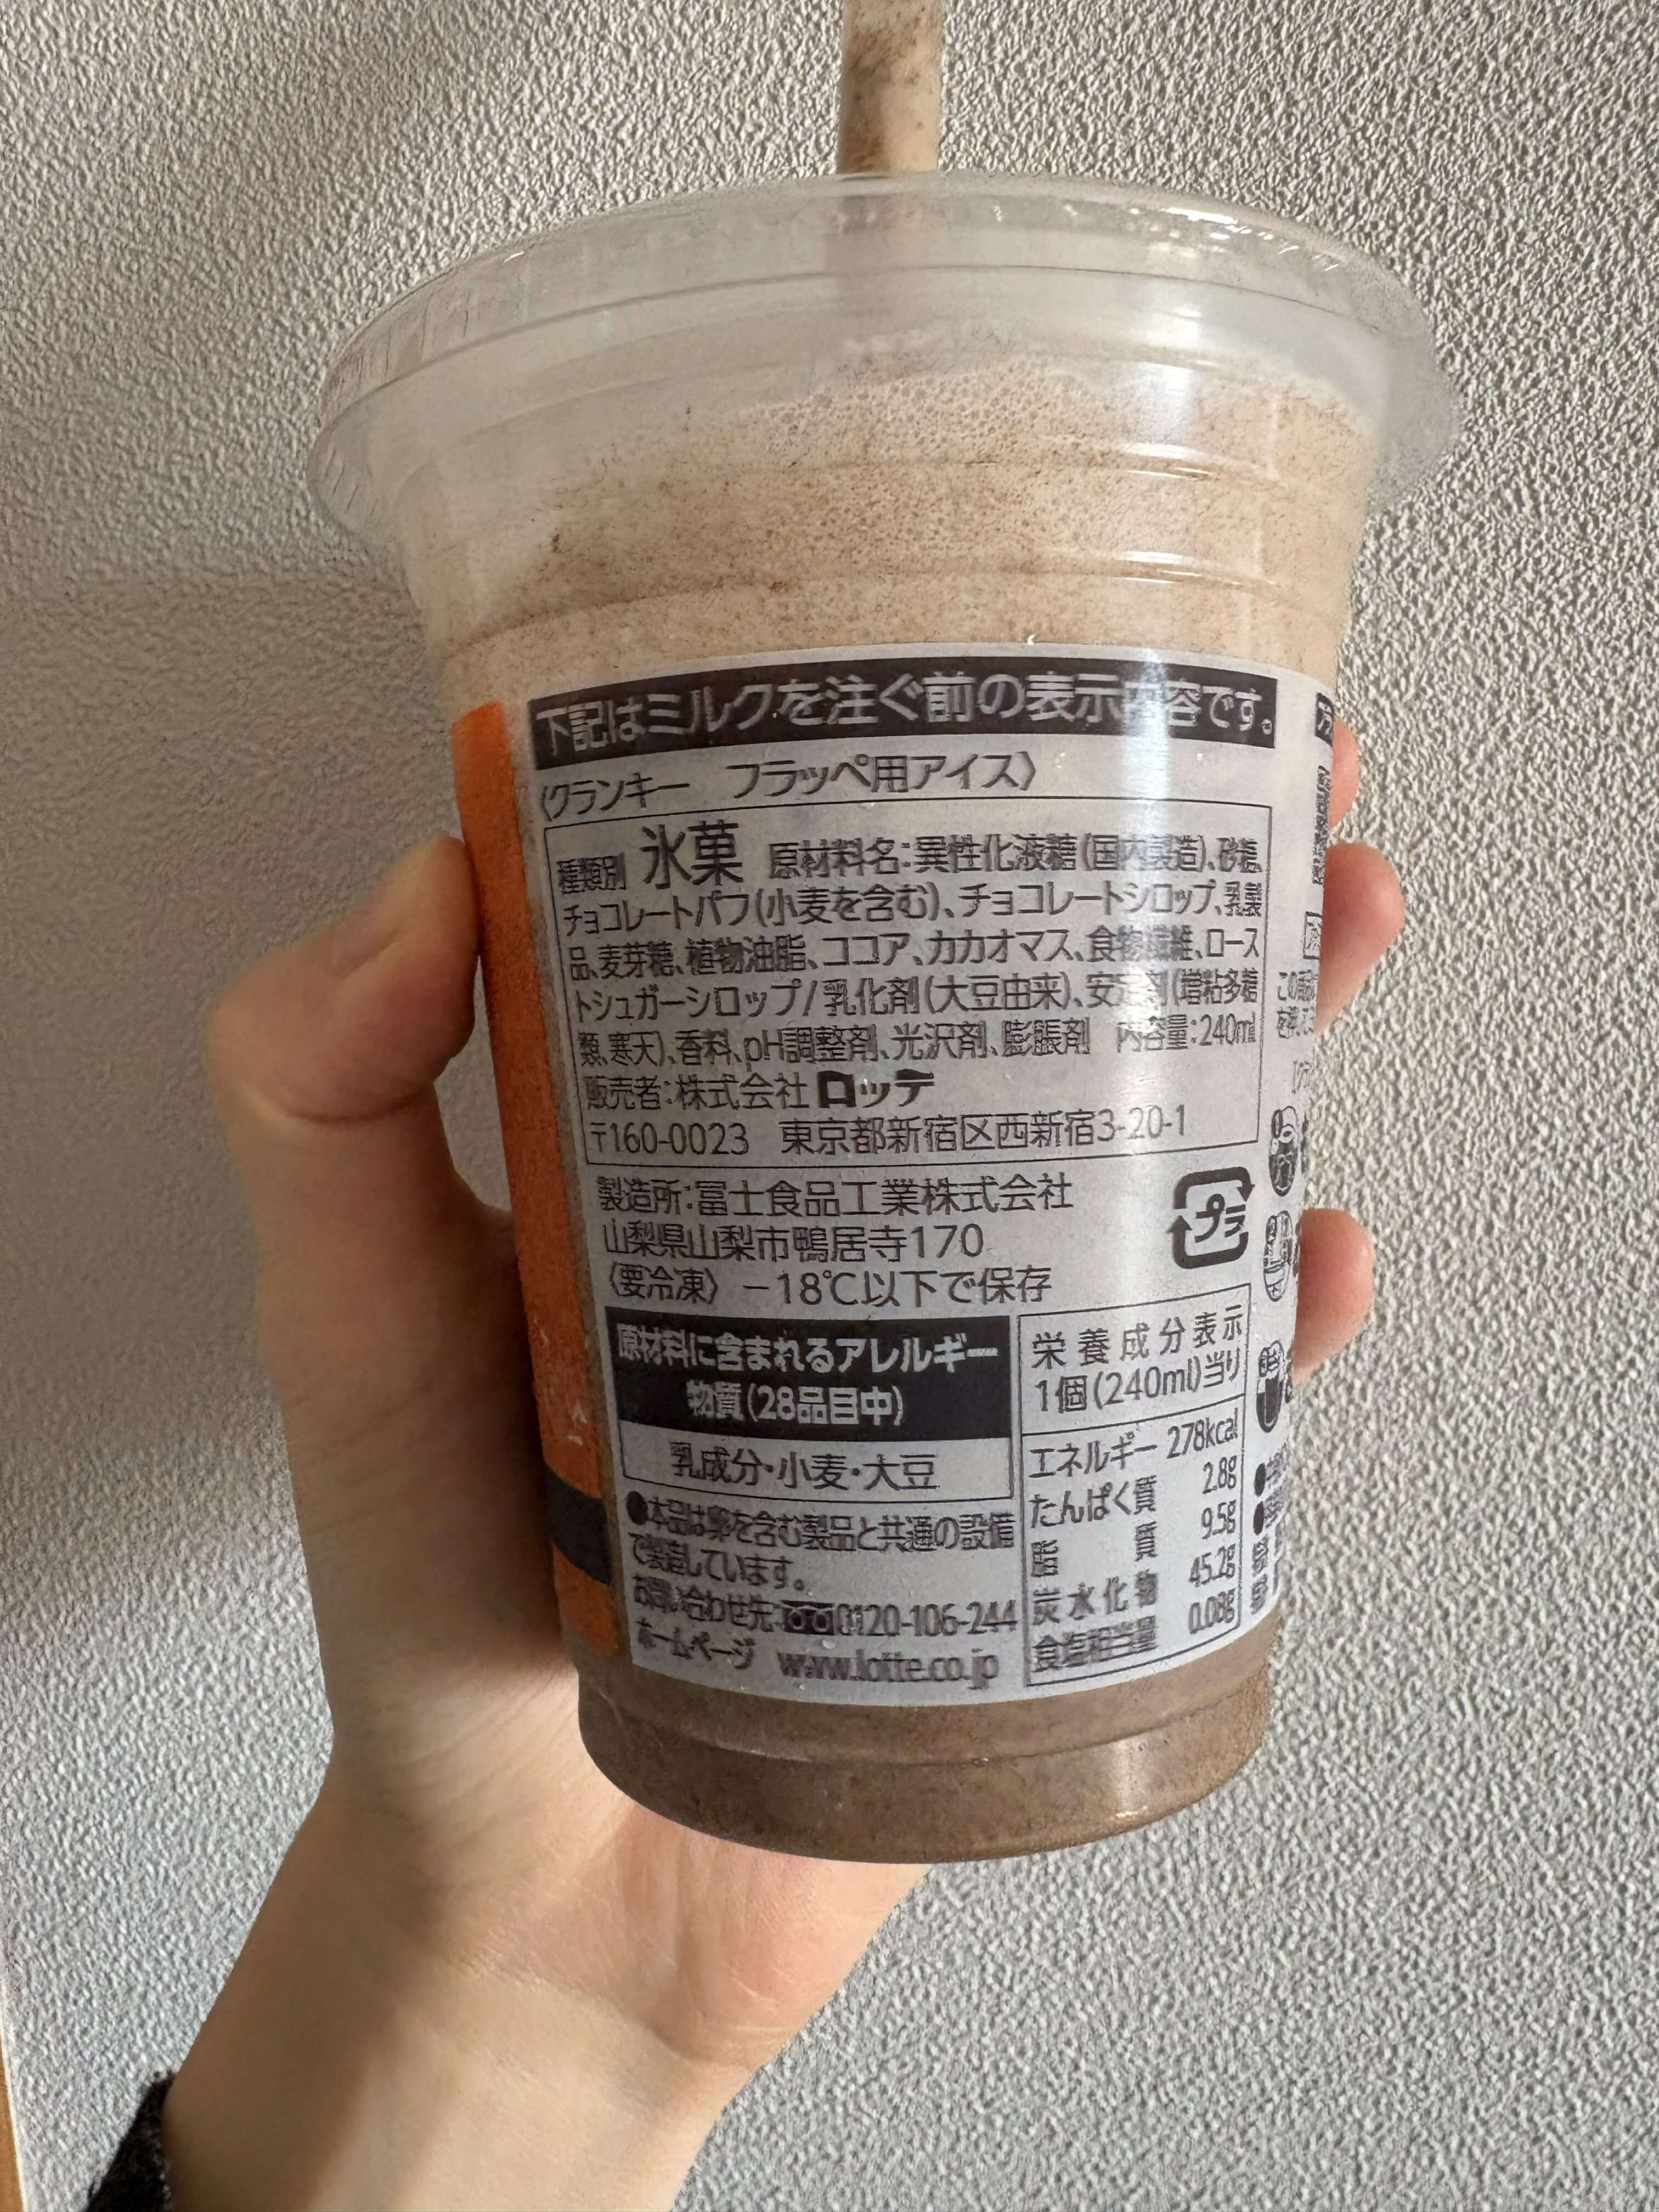 下記はミルクを注ぐ前の表示内容です。
〈クランキー　フラッペ用アイス〉
種類別 氷菓 原材料名:異性化液糖(国内製造)、砂糖、
チョコレートパフ(小麦を含む)、チョコレートシロップ、乳製
品、麦芽糖、植物油脂、ココア、カカオマス、食物繊維、ロース
トシュガーシロップ/乳化剤(大豆由来)、安定剤(増粘多糖
類、寒天)、香料、pH調整剤、光沢剤、膨脹剤 内容量:240ml
販売者:株式会社ロッテ
〒160-0023 東京都新宿区西新宿3-20-1
製造所:冨士食品工業株式会社
山梨県山梨市鴨居寺170
〈要冷凍〉-18℃以下で保存
プラ
原材料に含まれるアレルギー
物質(28品目中)
乳成分・小麦・大豆
●本品は卵を含む製品と共通の設備
で製造しています。
お問い合わせ先:0120-106-244
ホームページ www.lotte.co.jp
栄養成分表示
1個(240ml)当り
エネルギー 278kcal
たんぱく質 2.8g
脂質 9.5g
炭水化物 45.2g
食塩相当量 0.08g